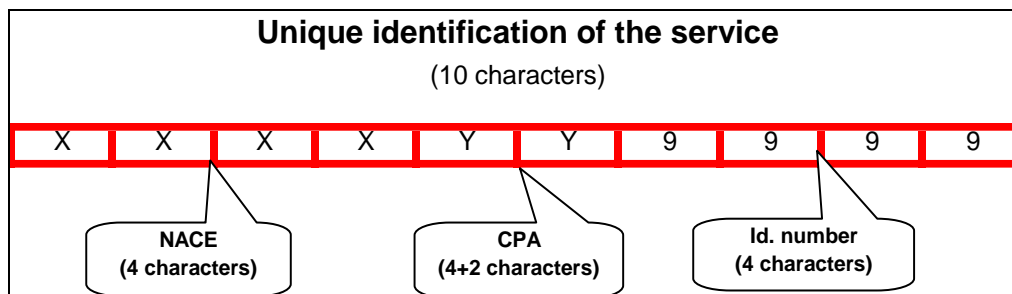 Unique identification of the service
(10 characters)
X X X X Y Y 9 9 9 9
NACE
(4 characters)
CPA
(4+2 characters)
Id. number
(4 characters)